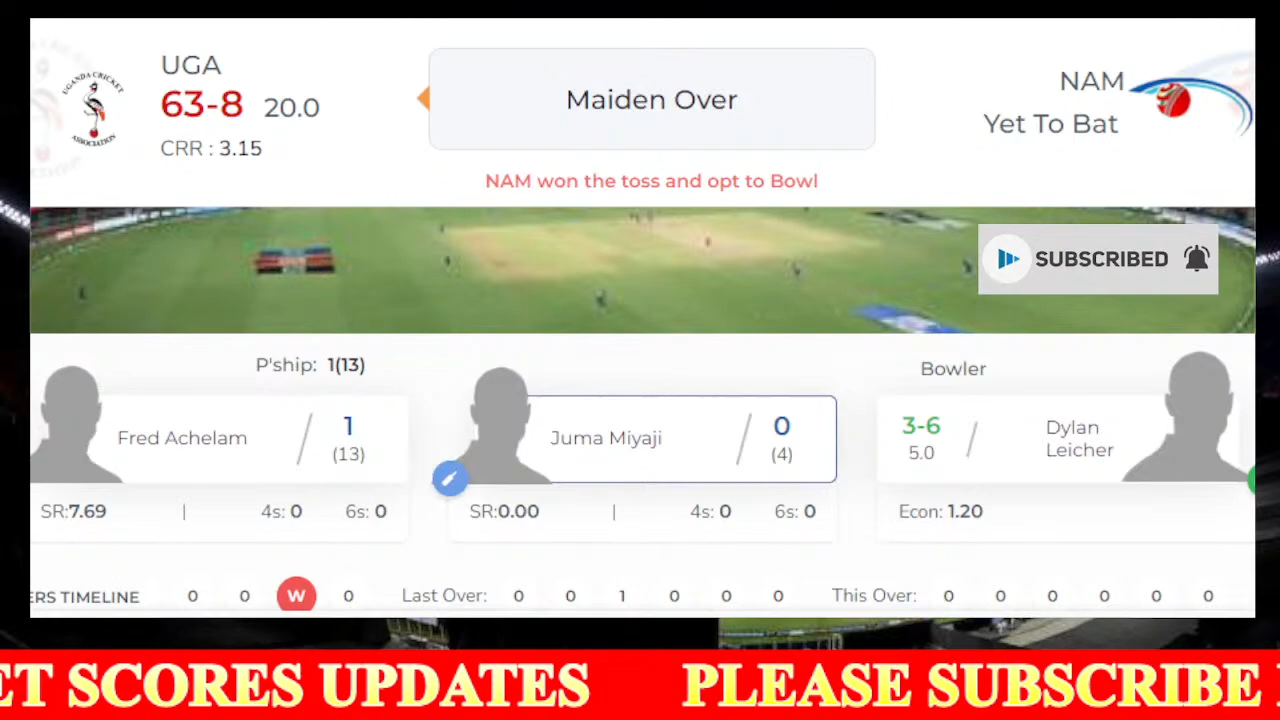 UGANDA CRICKET
ASSOCIATION
UGA
63-8 20.0
CRR : 3.15
Maiden Over
NAM won the toss and opt to Bowl
NAM
Yet To Bat
SUBSCRIBED
P'ship: 1(13)
Fred Achelam
1
(13)
SR:7.69 | 4s: 0 6s: 0
Juma Miyaji
0
(4)
SR:0.00 | 4s: 0 6s: 0
Bowler
3-6
5.0
Dylan
Leicher
Econ: 1.20
ERS TIMELINE 0 0 W 0 Last Over: 0 0 1 0 0 0 This Over: 0 0 0 0 0 0
ET SCORES UPDATES PLEASE SUBSCRIBE